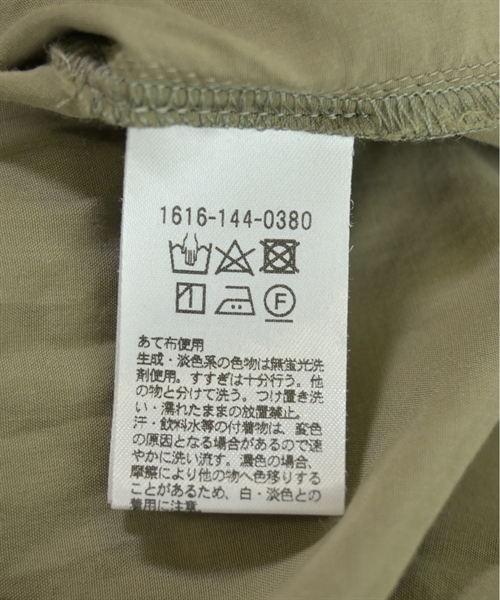 1616-144-0380
F
あて布使用
生成・淡色系の色物は無蛍光洗
剤使用。すすぎは十分行う。他
の物と分けて洗う。つけ置き洗
い・濡れたままの放置禁止。
汗・飲料水等の付着物は、変色
の原因となる場合があるので速
やかに洗い流す。濃色の場合、
摩擦により他の物へ色移りする
ことがあるため、白・淡色との
着用に注意。